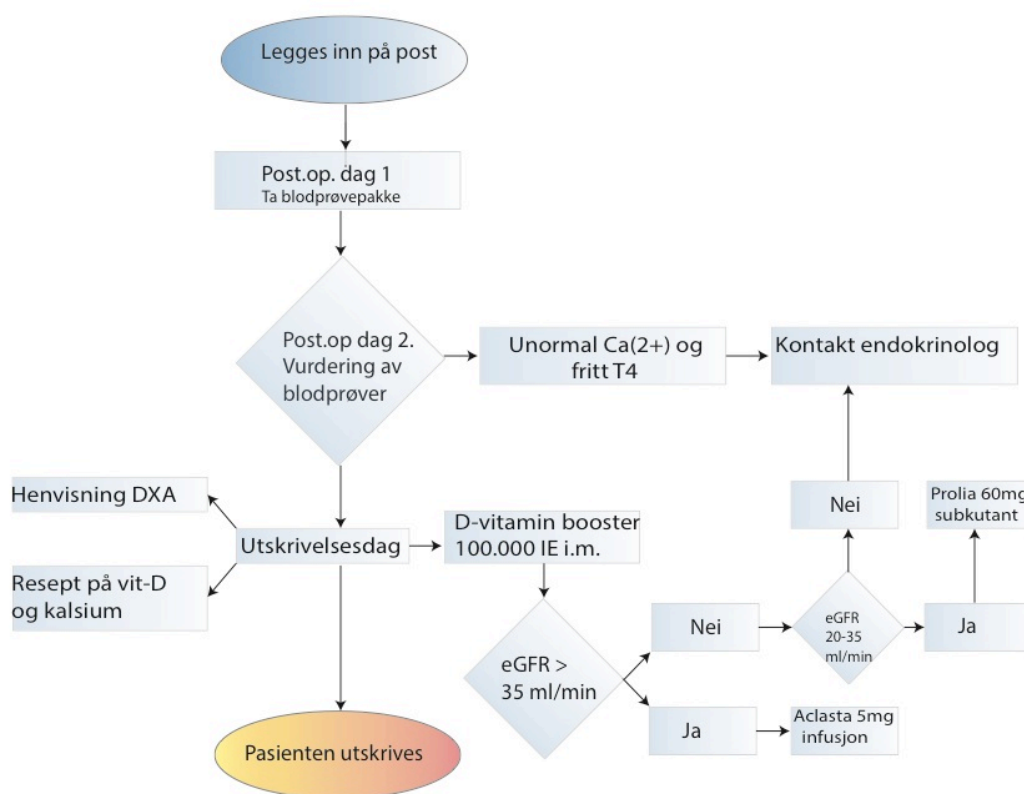 Legges inn på post
Post.op. dag 1
Ta blodprøvepakke
Post.op dag 2.
Vurdering av
blodprøver
Unormal Ca(2+) og
fritt T4
Kontakt endokrinolog
Henvisning DXA
Utskrivelsesdag
Resept på vit-D
og kalsium
D-vitamin booster
100.000 IE i.m.
Nei
Prolia 60mg
subkutant
eGFR >
35 ml/min
Nei
eGFR
20-35
ml/min
Ja
Ja
Aclasta 5mg
infusjon
Pasienten utskrives